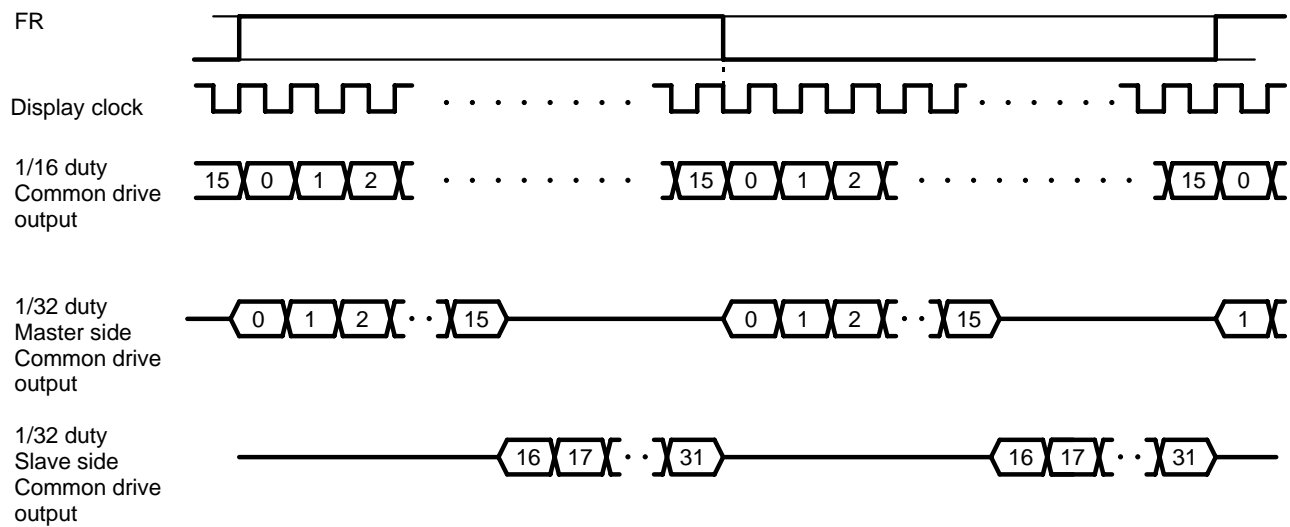 FR
Display clock
1/16 duty
Common drive
output
15 0 1 2 15 0 1 2 15 0
1/32 duty
Master side
Common drive
output
0 1 2 15 0 1 2 15 1
1/32 duty
Slave side
Common drive
output
16 17 31 16 17 31